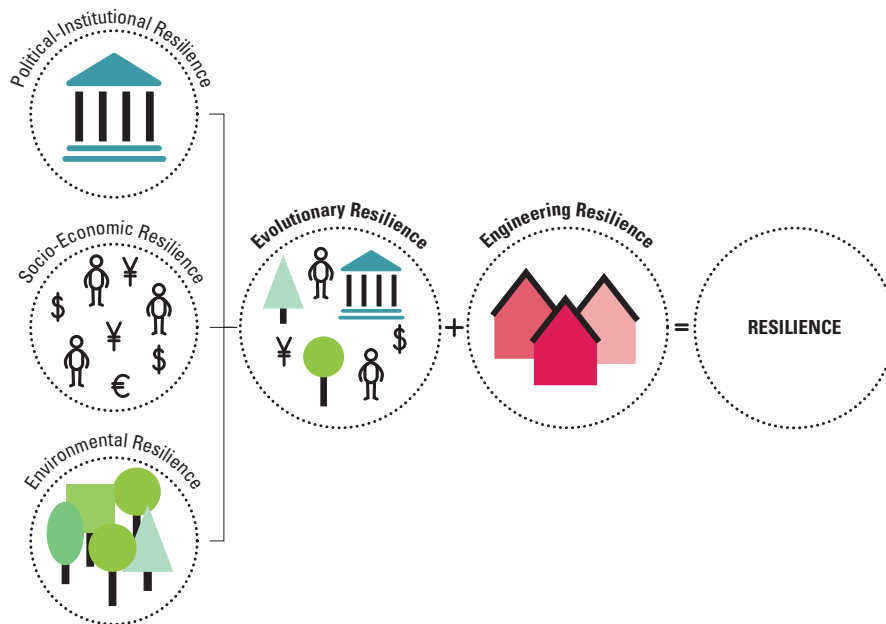 Political-Institutional Resilience
Socio-Economic Resilience
¥
$
¥
$
€
Environmental Resilience
Evolutionary Resilience
¥
$
+
Engineering Resilience
=
RESILIENCE